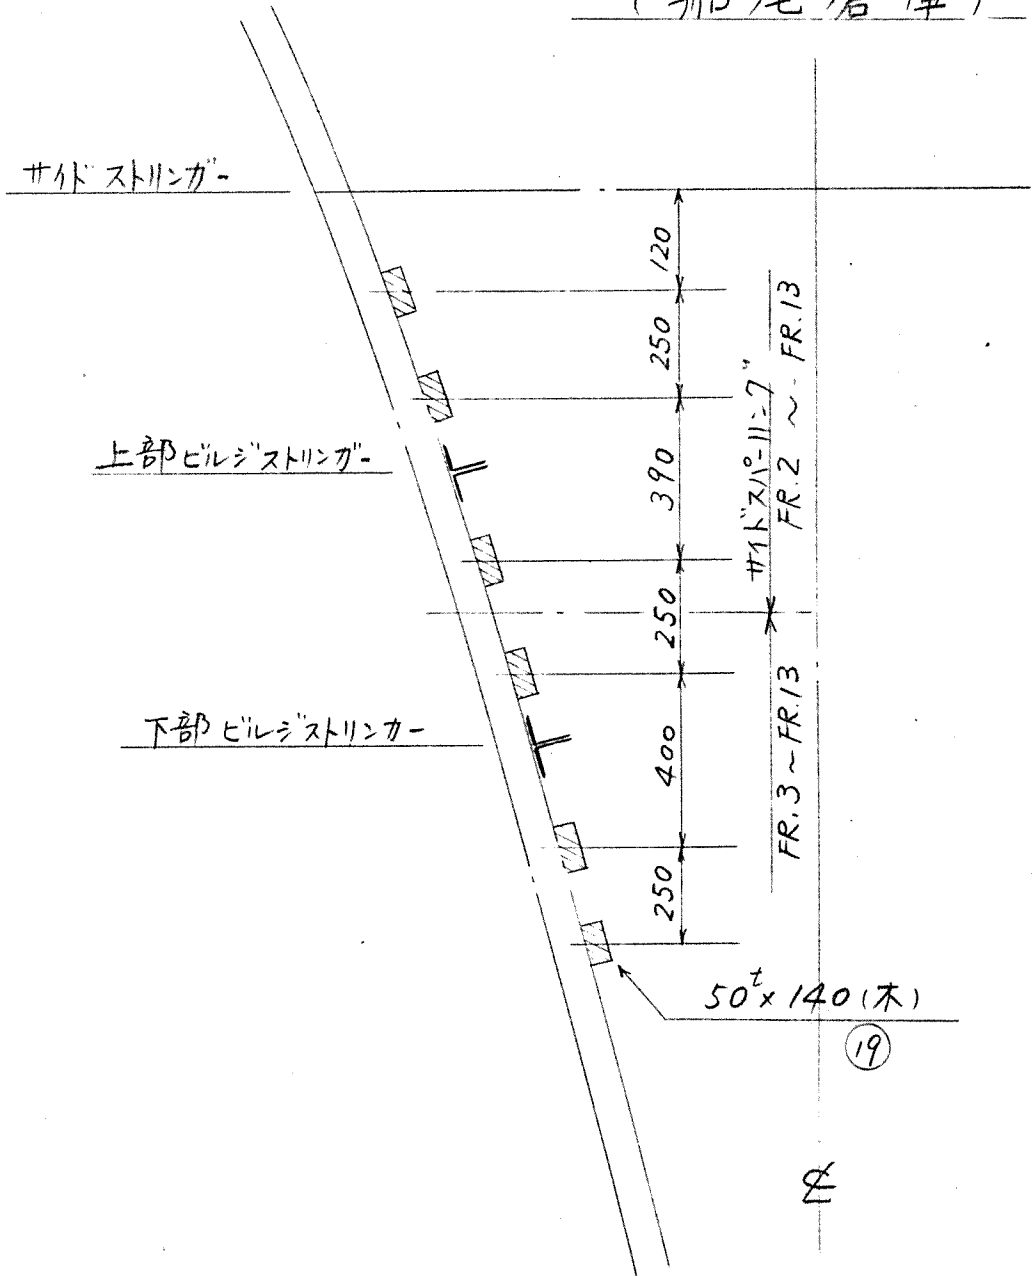 サイドストリンガー
120
250
上部ビルジストリンガー
390
サイドスパーリング
FR.2 ~ FR.13
250
下部ビルジストリンカー
400
FR.3~FR.13
250
50t×140(木)
19